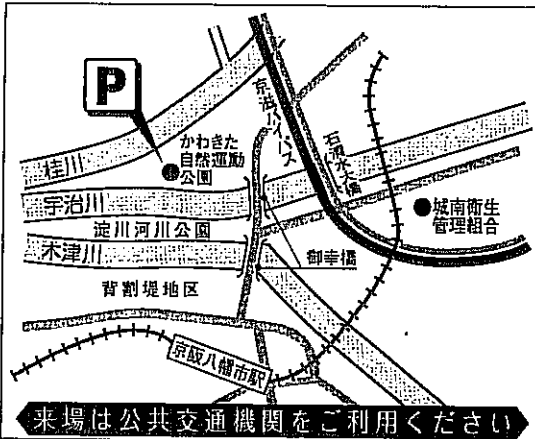 P
かわきた
自然運動
公園
京滋バイパス
石清水大橋
桂川
宇治川
淀川河川公園
木津川
城南衛生
管理組合
御幸橋
背割堤地区
京阪八幡市駅
来場は公共交通機関をご利用ください